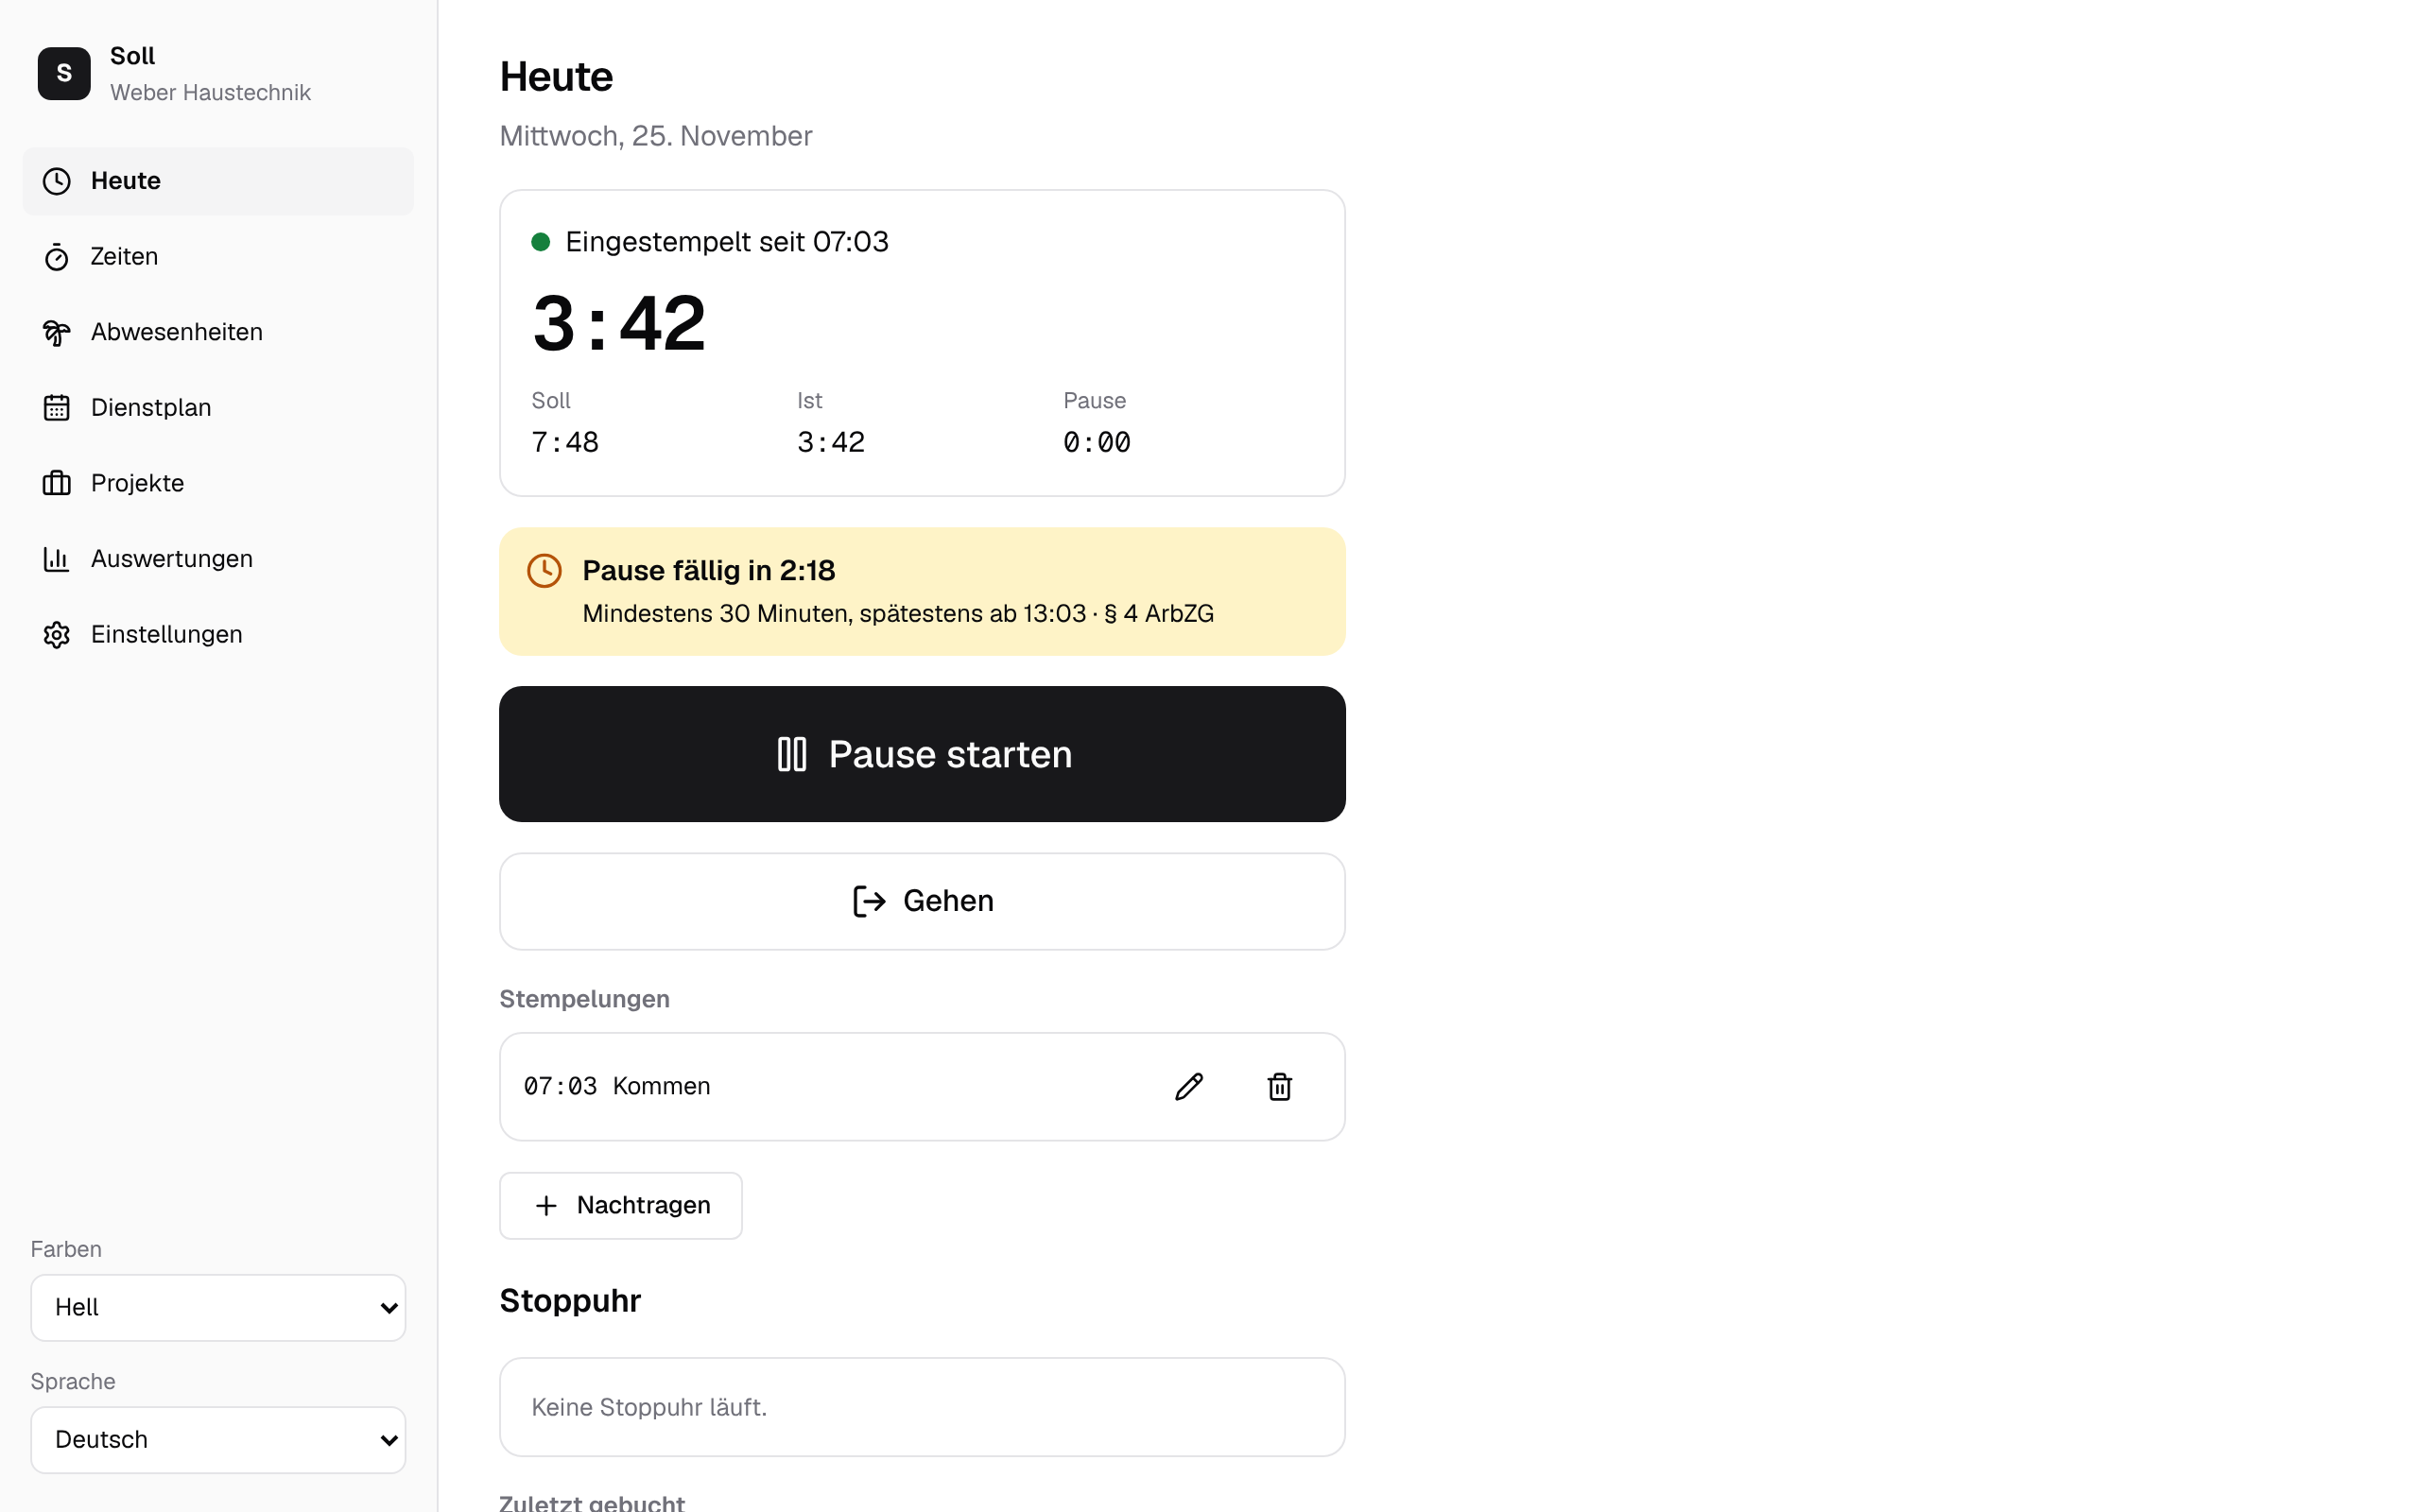 S
Soll
Weber Haustechnik
Heute
Zeiten
Abwesenheiten
Dienstplan
Projekte
Auswertungen
Einstellungen
Farben
Hell
Sprache
Deutsch
Heute
Mittwoch, 25. November
Eingestempelt seit 07:03
3:42
Soll Ist Pause
7:48 3:42 0:00
Pause fällig in 2:18
Mindestens 30 Minuten, spätestens ab 13:03 · § 4 ArbZG
Pause starten
Gehen
Stempelungen
07:03 Kommen
Nachtragen
Stoppuhr
Keine Stoppuhr läuft.
Zuletzt gebucht